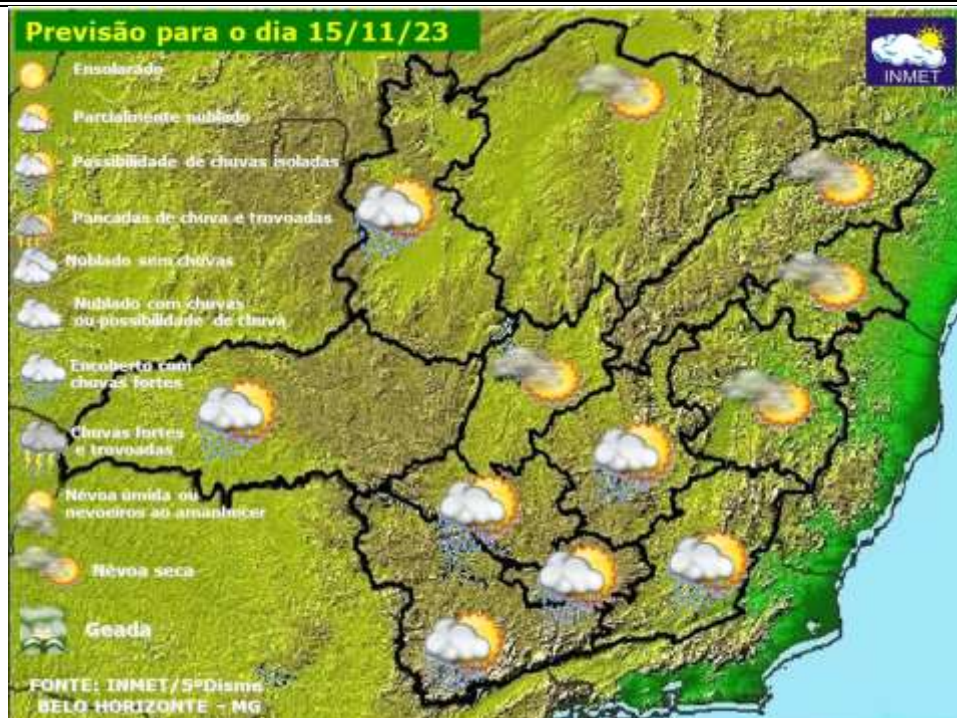 Previsão para o dia 15/11/23
INMET
Ensolarado
Parcialmente nublado
Possibilidade de chuvas isoladas
Pancadas de chuva e trovoadas
Nublado sem chuvas
Nublado com chuvas
ou possibilidade de chuva
Encoberto com
chuvas fortes
Chuvas fortes
e trovoadas
Névoa úmida ou
nevoeiros ao amanhecer
Névoa seca
Geada
FONTE: INMET/5ºDisme
BELO HORIZONTE - MG